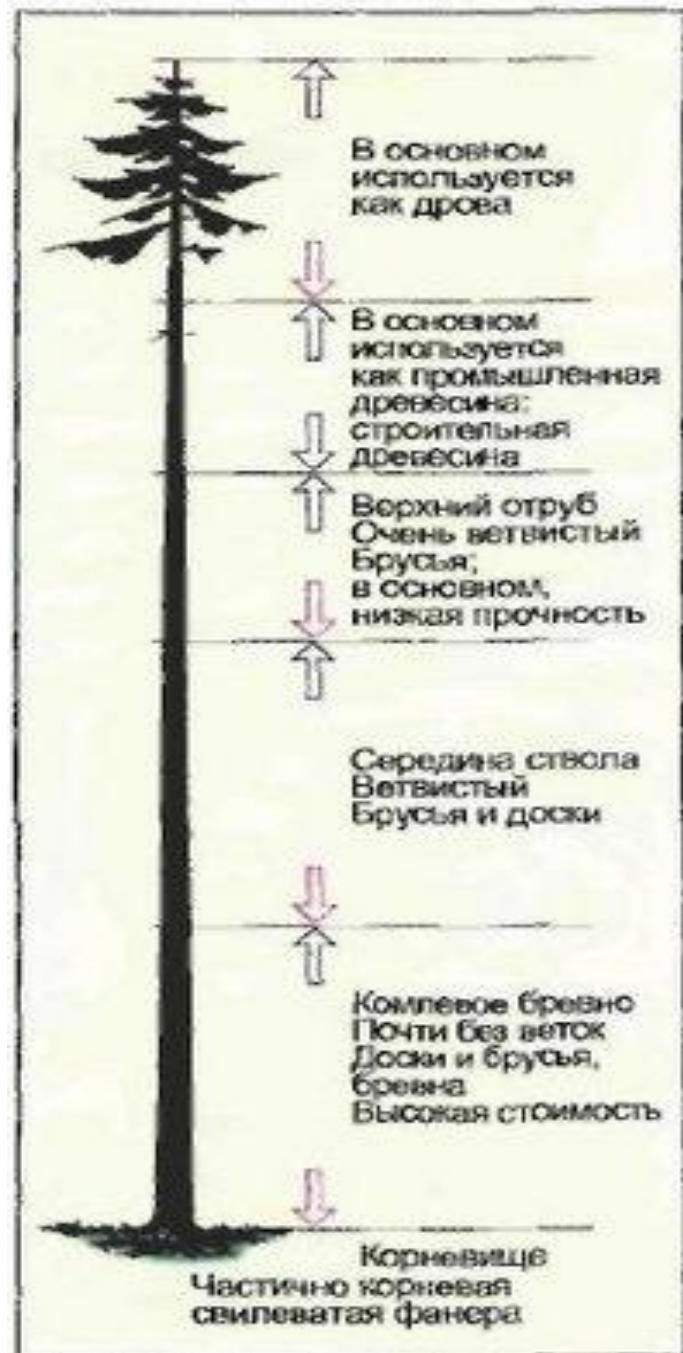 В основном
используется
как дрова
В основном
используется
как промышленная
древесина:
строительная
древесина
Верхний отруб
Очень ветвистый
Брусья;
в основном,
низкая прочность
Середина ствола
Ветвистый
Брусья и доски
Комлевое бревно
Почти без веток
Доски и брусья,
бревна
Высокая стоимость
Корневище
Частично корневая
свилеватая фанера